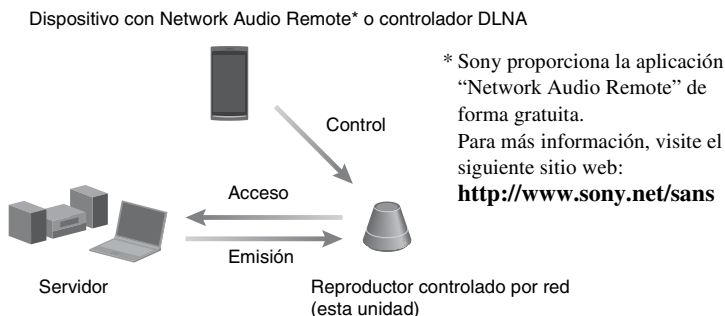 Dispositivo con Network Audio Remote* o controlador DLNA
* Sony proporciona la aplicación
“Network Audio Remote” de
forma gratuita.
Para más información, visite el
siguiente sitio web:
http://www.sony.net/sans
Control
Acceso
Emisión
Servidor
Reproductor controlado por red
(esta unidad)